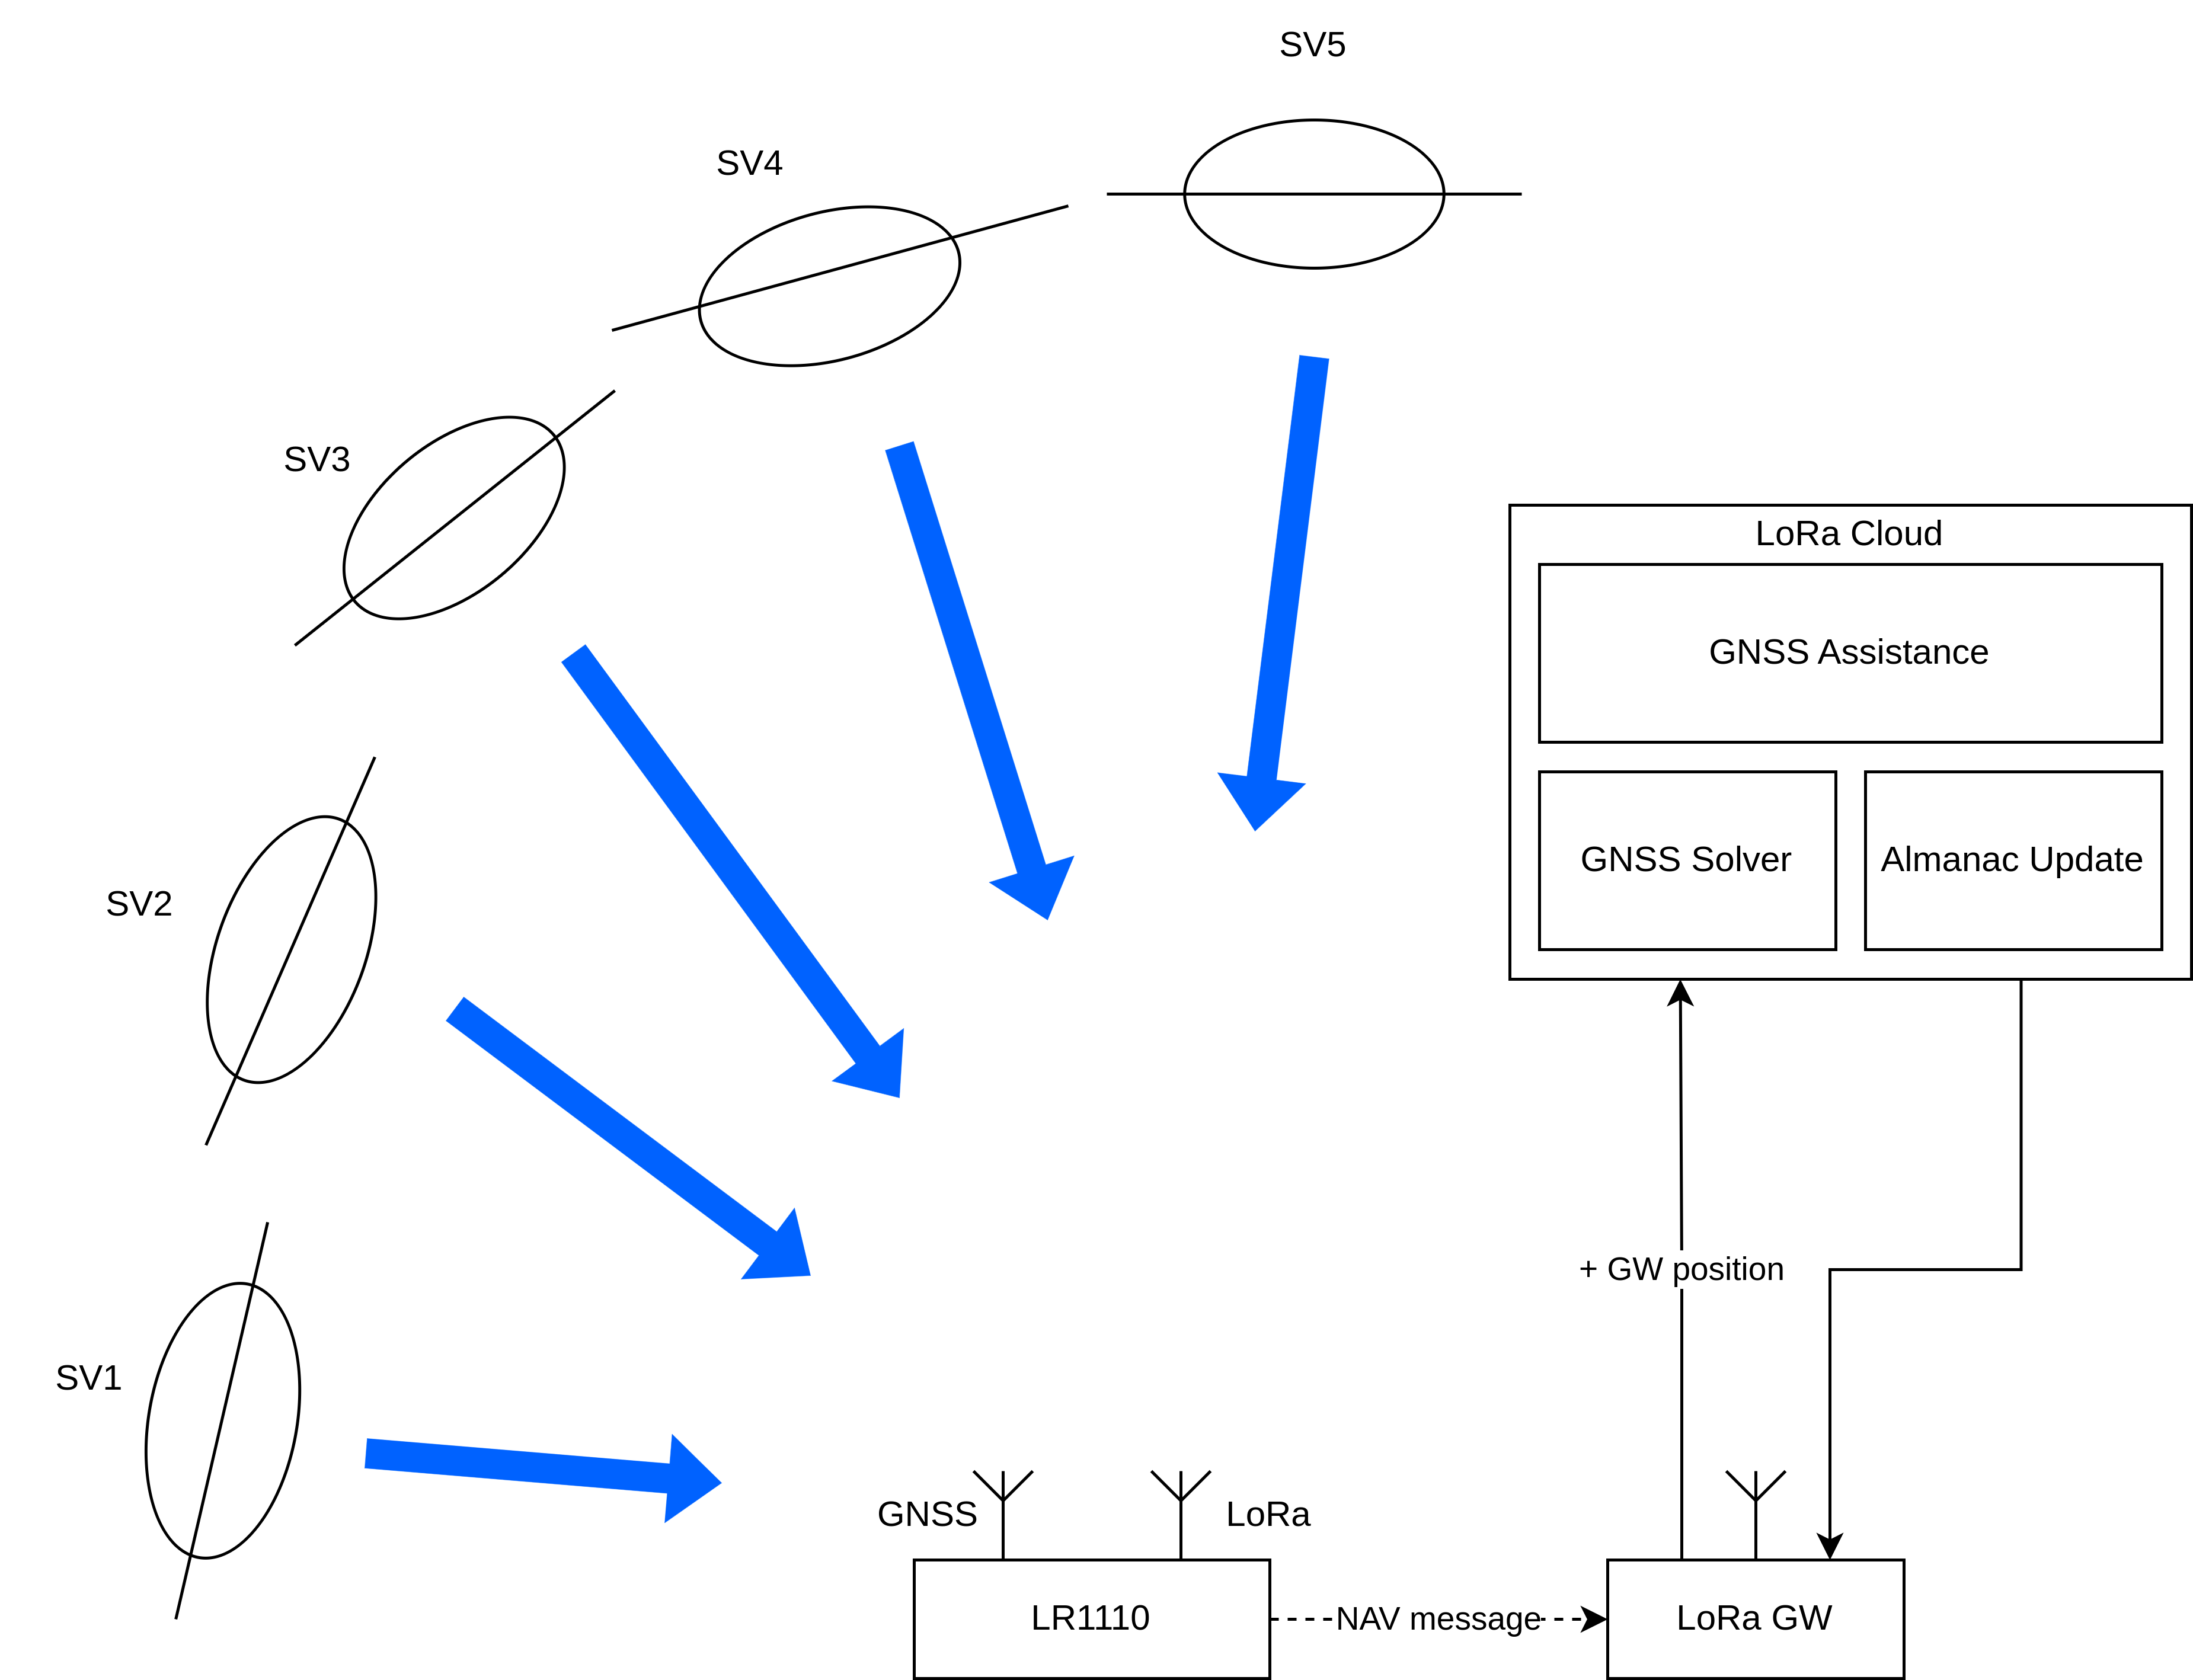 SV5
SV4
SV3
LoRa Cloud
GNSS Assistance
GNSS Solver
Almanac Update
SV2
+ GW position
SV1
GNSS
LoRa
LR1110
NAV message
LoRa GW